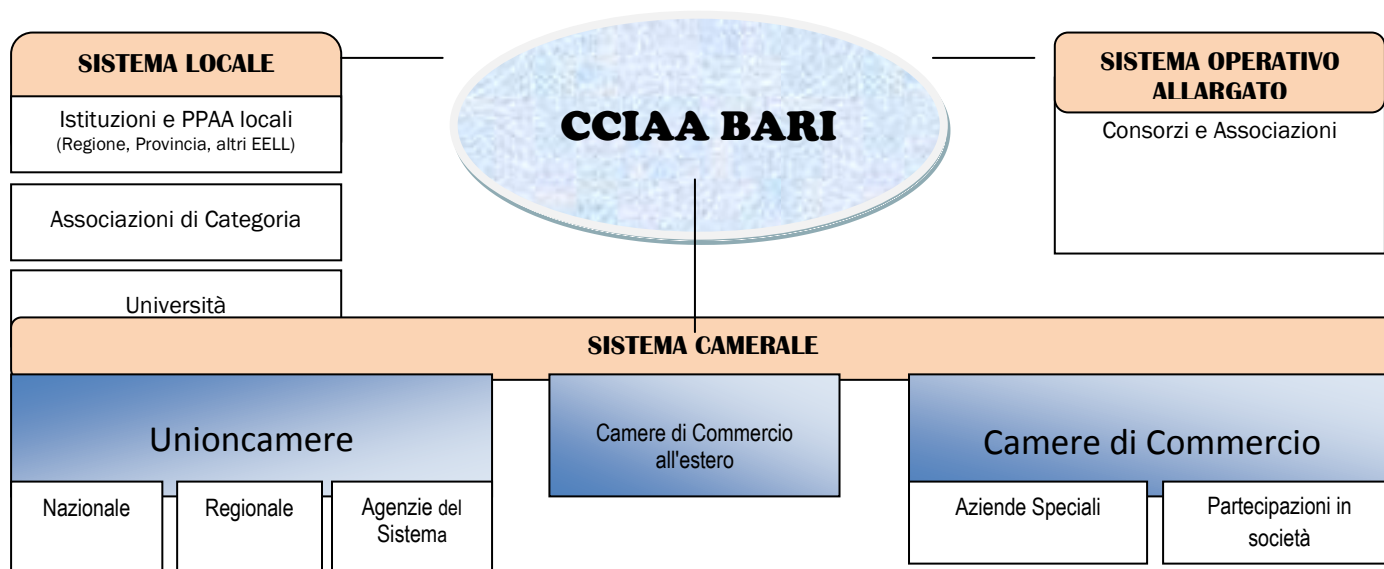 SISTEMA LOCALE
Istituzioni e PPAA locali
(Regione, Provincia, altri EELL)
Associazioni di Categoria
Università
CCIAA BARI
SISTEMA OPERATIVO
ALLARGATO
Consorzi e Associazioni
SISTEMA CAMERALE
Unioncamere
Nazionale
Regionale
Agenzie del
Sistema
Camere di Commercio
all'estero
Camere di Commercio
Aziende Speciali
Partecipazioni in
società